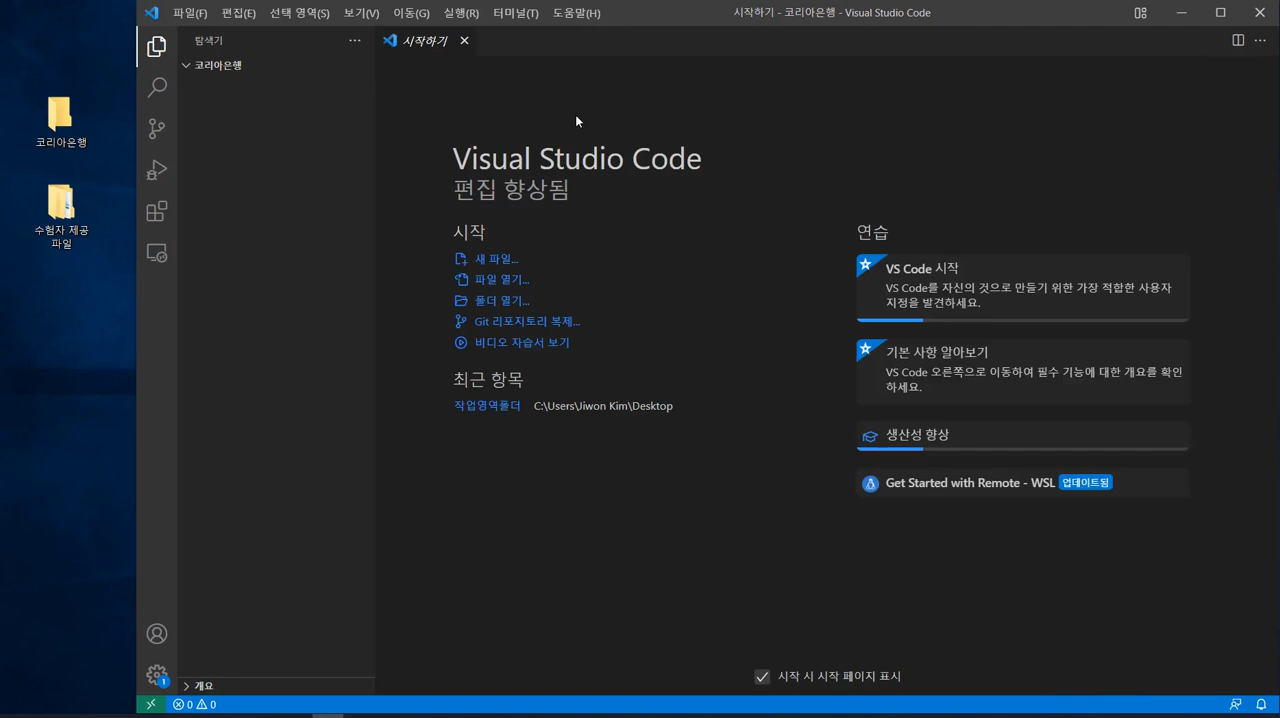 파일(F) 편집(E) 선택 영역(S) 보기(V) 이동(G) 실행(R) 터미널(T) 도움말(H) 시작하기 - 코리아은행 - Visual Studio Code
탐색기
시작하기
코리아은행
코리아은행
수험자 제공
파일
Visual Studio Code
편집 향상됨
시작
새 파일...
파일 열기...
폴더 열기...
Git 리포지토리 복제...
비디오 자습서 보기
최근 항목
작업영역폴더 C:\Users\Jiwon Kim\Desktop
연습
VS Code 시작
VS Code를 자신의 것으로 만들기 위한 가장 적합한 사용자
지정을 발견하세요.
기본 사항 알아보기
VS Code 오른쪽으로 이동하여 필수 기능에 대한 개요를 확인
하세요.
생산성 향상
Get Started with Remote - WSL 업데이트됨
시작 시 시작 페이지 표시
1
개요
0 0